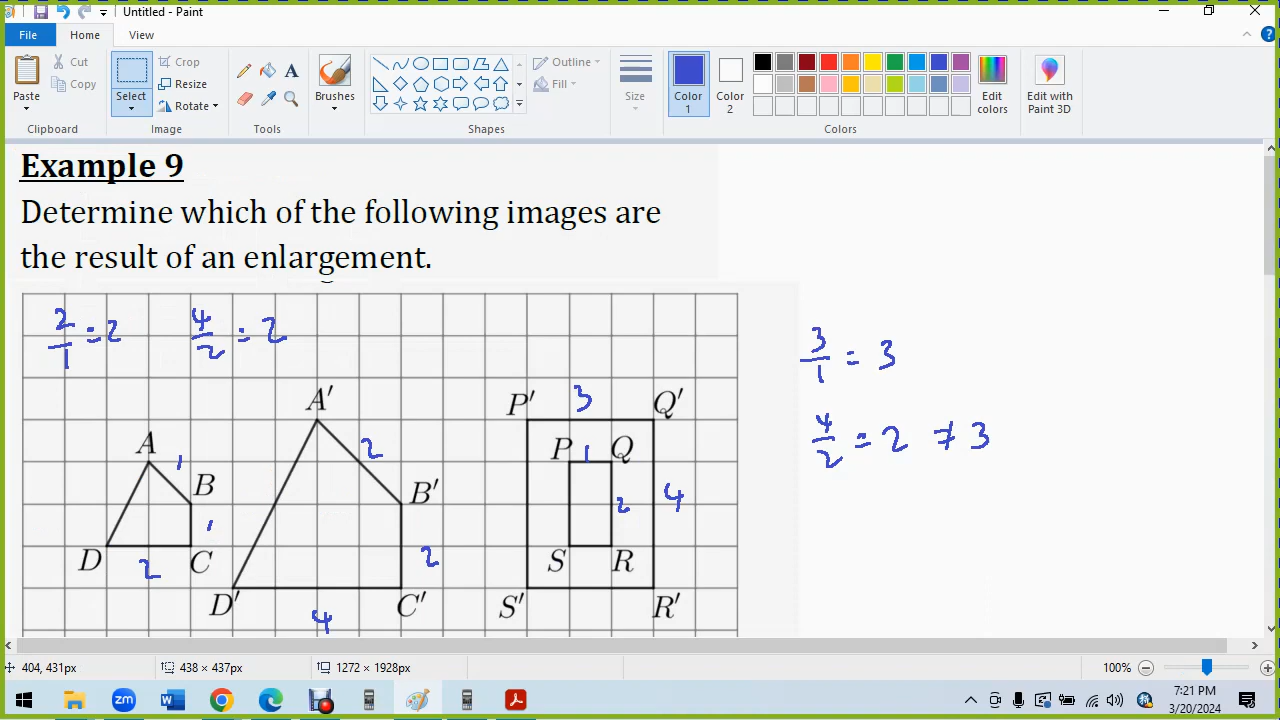 Untitled - Paint
File Home View
Paste Cut Copy
Select Crop Resize Rotate
Brushes
Outline Fill
Size
Color 1
Color 2
Edit colors
Edit with Paint 3D
Clipboard Image Tools Shapes Colors
Example 9
Determine which of the following images are
the result of an enlargement.
2/1 = 2 4/2 = 2
3/1 = 3
4/2 = 2 ≠ 3
A' P' 3 Q'
A 1 2 P 1 Q
B B' 2 4
1 2
D 2 C S R
D' 4 C' S' R'
404, 431px 438 × 437px 1272 × 1928px 100%
zm W
7:21 PM
3/20/2024